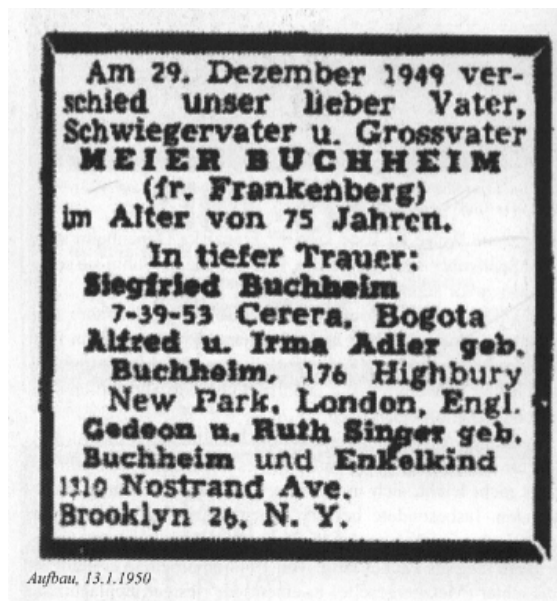 Am 29. Dezember 1949 ver-
schied unser lieber Vater,
Schwiegervater u. Grossvater
MEIER BUCHHEIM
(fr. Frankenberg)
im Alter von 75 Jahren.
In tiefer Trauer:
Siegfried Buchheim
7-39-53 Cerera, Bogota
Alfred u. Irma Adler geb.
Buchheim, 176 Highbury
New Park, London, Engl.
Gedeon u. Ruth Singer geb.
Buchheim und Enkelkind
1310 Nostrand Ave.
Brooklyn 26, N. Y.
Aufbau, 13.1.1950